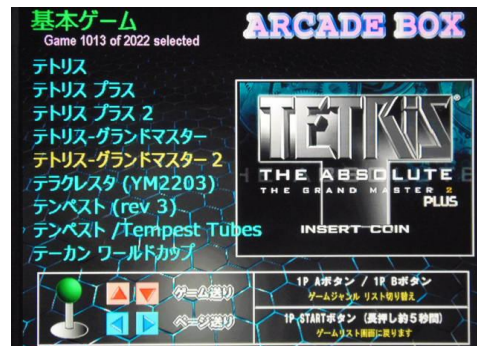 基本ゲーム
Game 1013 of 2022 selected
ARCADE BOX
テトリス
テトリス プラス
テトリス プラス 2
テトリス-グランドマスター
テトリス-グランドマスター 2
テラクレスタ (YM2203)
テンペスト (rev 3)
テンペスト /Tempest Tubes
テーカン ワールドカップ
TETRIS
THE ABSOLUTE
THE GRAND MASTER 2
PLUS
INSERT COIN
ゲーム送り
ページ送り
1P Aボタン / 1P Bボタン
ゲームジャンル リスト切り替え
1P STARTボタン (長押し約5秒間)
ゲームリスト画面に戻ります